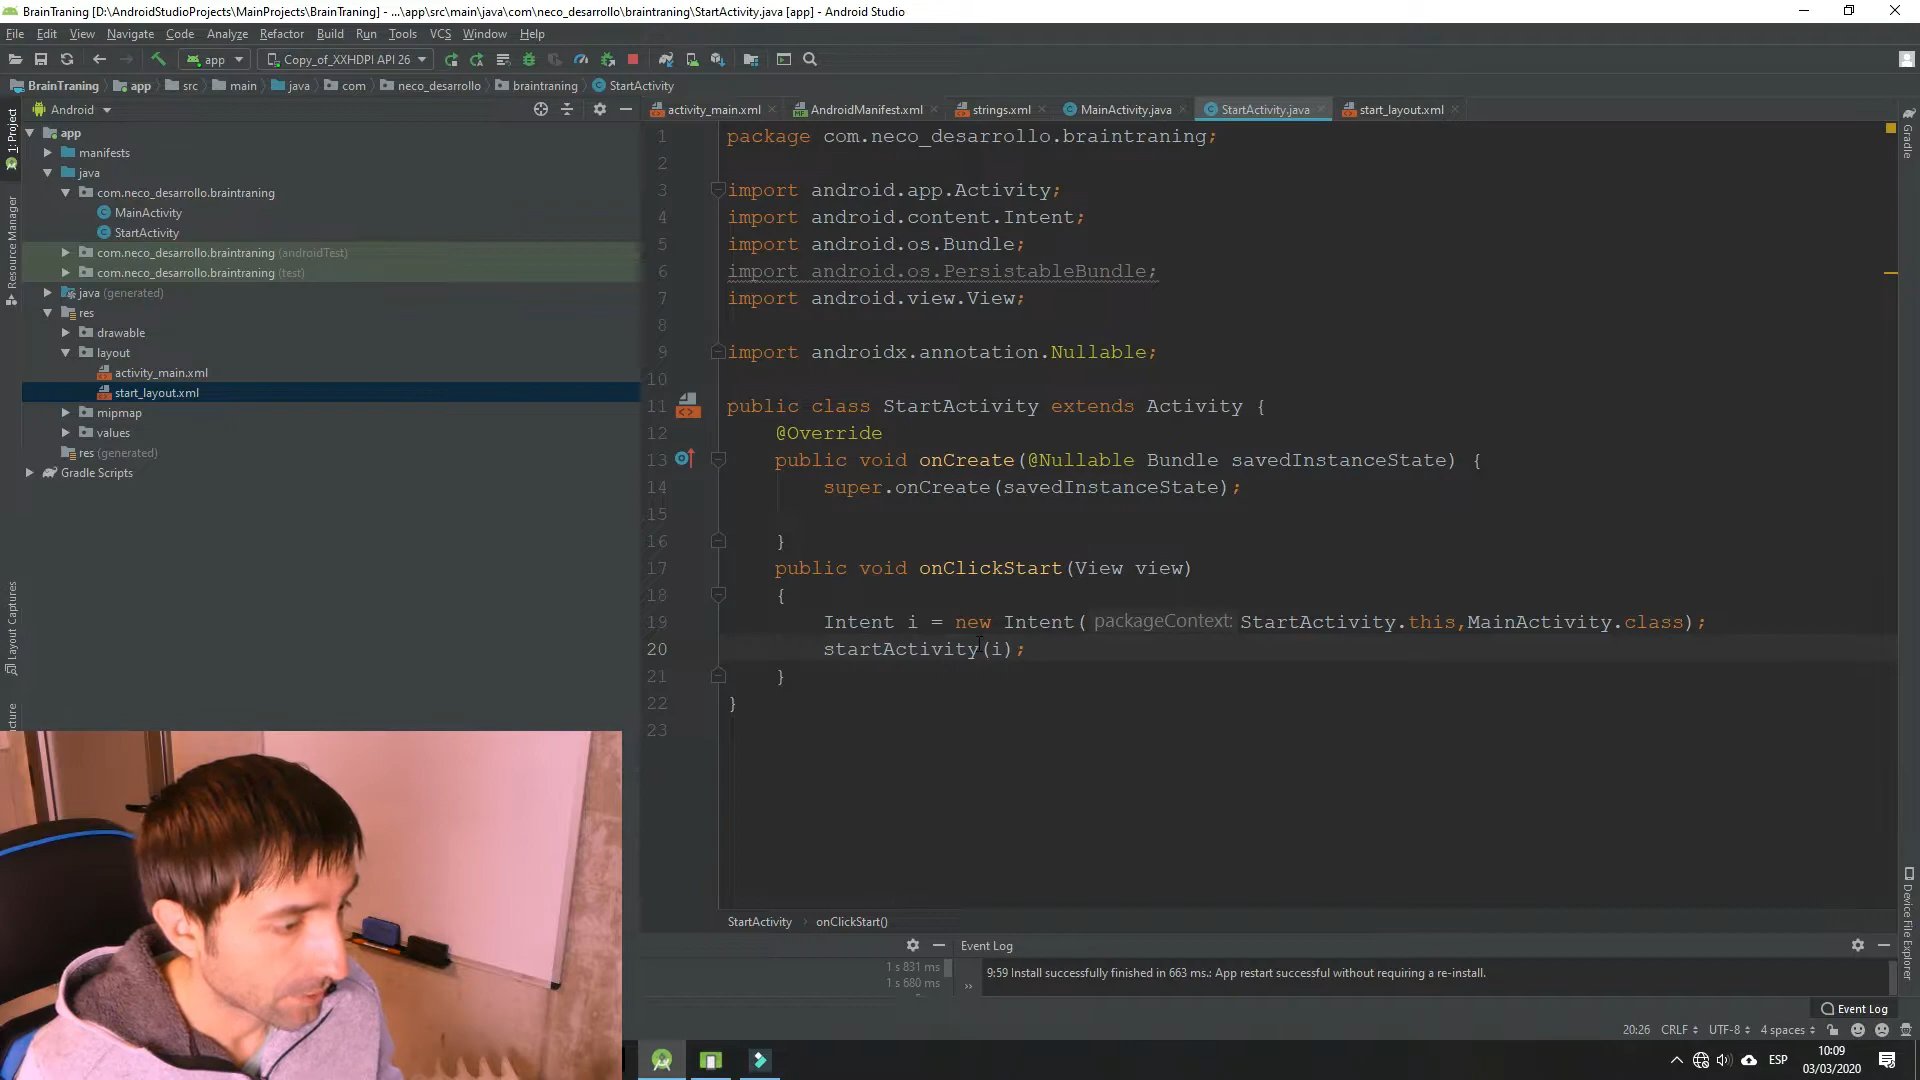 BrainTraning [D:\AndroidStudioProjects\MainProjects\BrainTraning] - ...\app\src\main\java\com\neco_desarrollo\braintraning\StartActivity.java [app] - Android Studio
File Edit View Navigate Code Analyze Refactor Build Run Tools VCS Window Help
app Copy_of_XXHDPI API 26
BrainTraning app src main java com neco_desarrollo braintraning StartActivity
Android
activity_main.xml AndroidManifest.xml strings.xml MainActivity.java StartActivity.java start_layout.xml
1: Project
Resource Manager
Layout Captures
Gradle
Device File Explorer
app
manifests
java
com.neco_desarrollo.braintraning
MainActivity
StartActivity
com.neco_desarrollo.braintraning (androidTest)
com.neco_desarrollo.braintraning (test)
java (generated)
res
drawable
layout
activity_main.xml
start_layout.xml
mipmap
values
res (generated)
Gradle Scripts
1 package com.neco_desarrollo.braintraning;
2
3 import android.app.Activity;
4 import android.content.Intent;
5 import android.os.Bundle;
6 import android.os.PersistableBundle;
7 import android.view.View;
8
9 import androidx.annotation.Nullable;
10
11 public class StartActivity extends Activity {
12 @Override
13 public void onCreate(@Nullable Bundle savedInstanceState) {
14 super.onCreate(savedInstanceState);
15
16 }
17 public void onClickStart(View view)
18 {
19 Intent i = new Intent( packageContext: StartActivity.this,MainActivity.class);
20 startActivity(i);
21 }
22 }
23
StartActivity › onClickStart()
Event Log
1 s 831 ms
1 s 680 ms
9:59 Install successfully finished in 663 ms.: App restart successful without requiring a re-install.
Event Log
20:26 CRLF UTF-8 4 spaces
ESP
10:09
03/03/2020